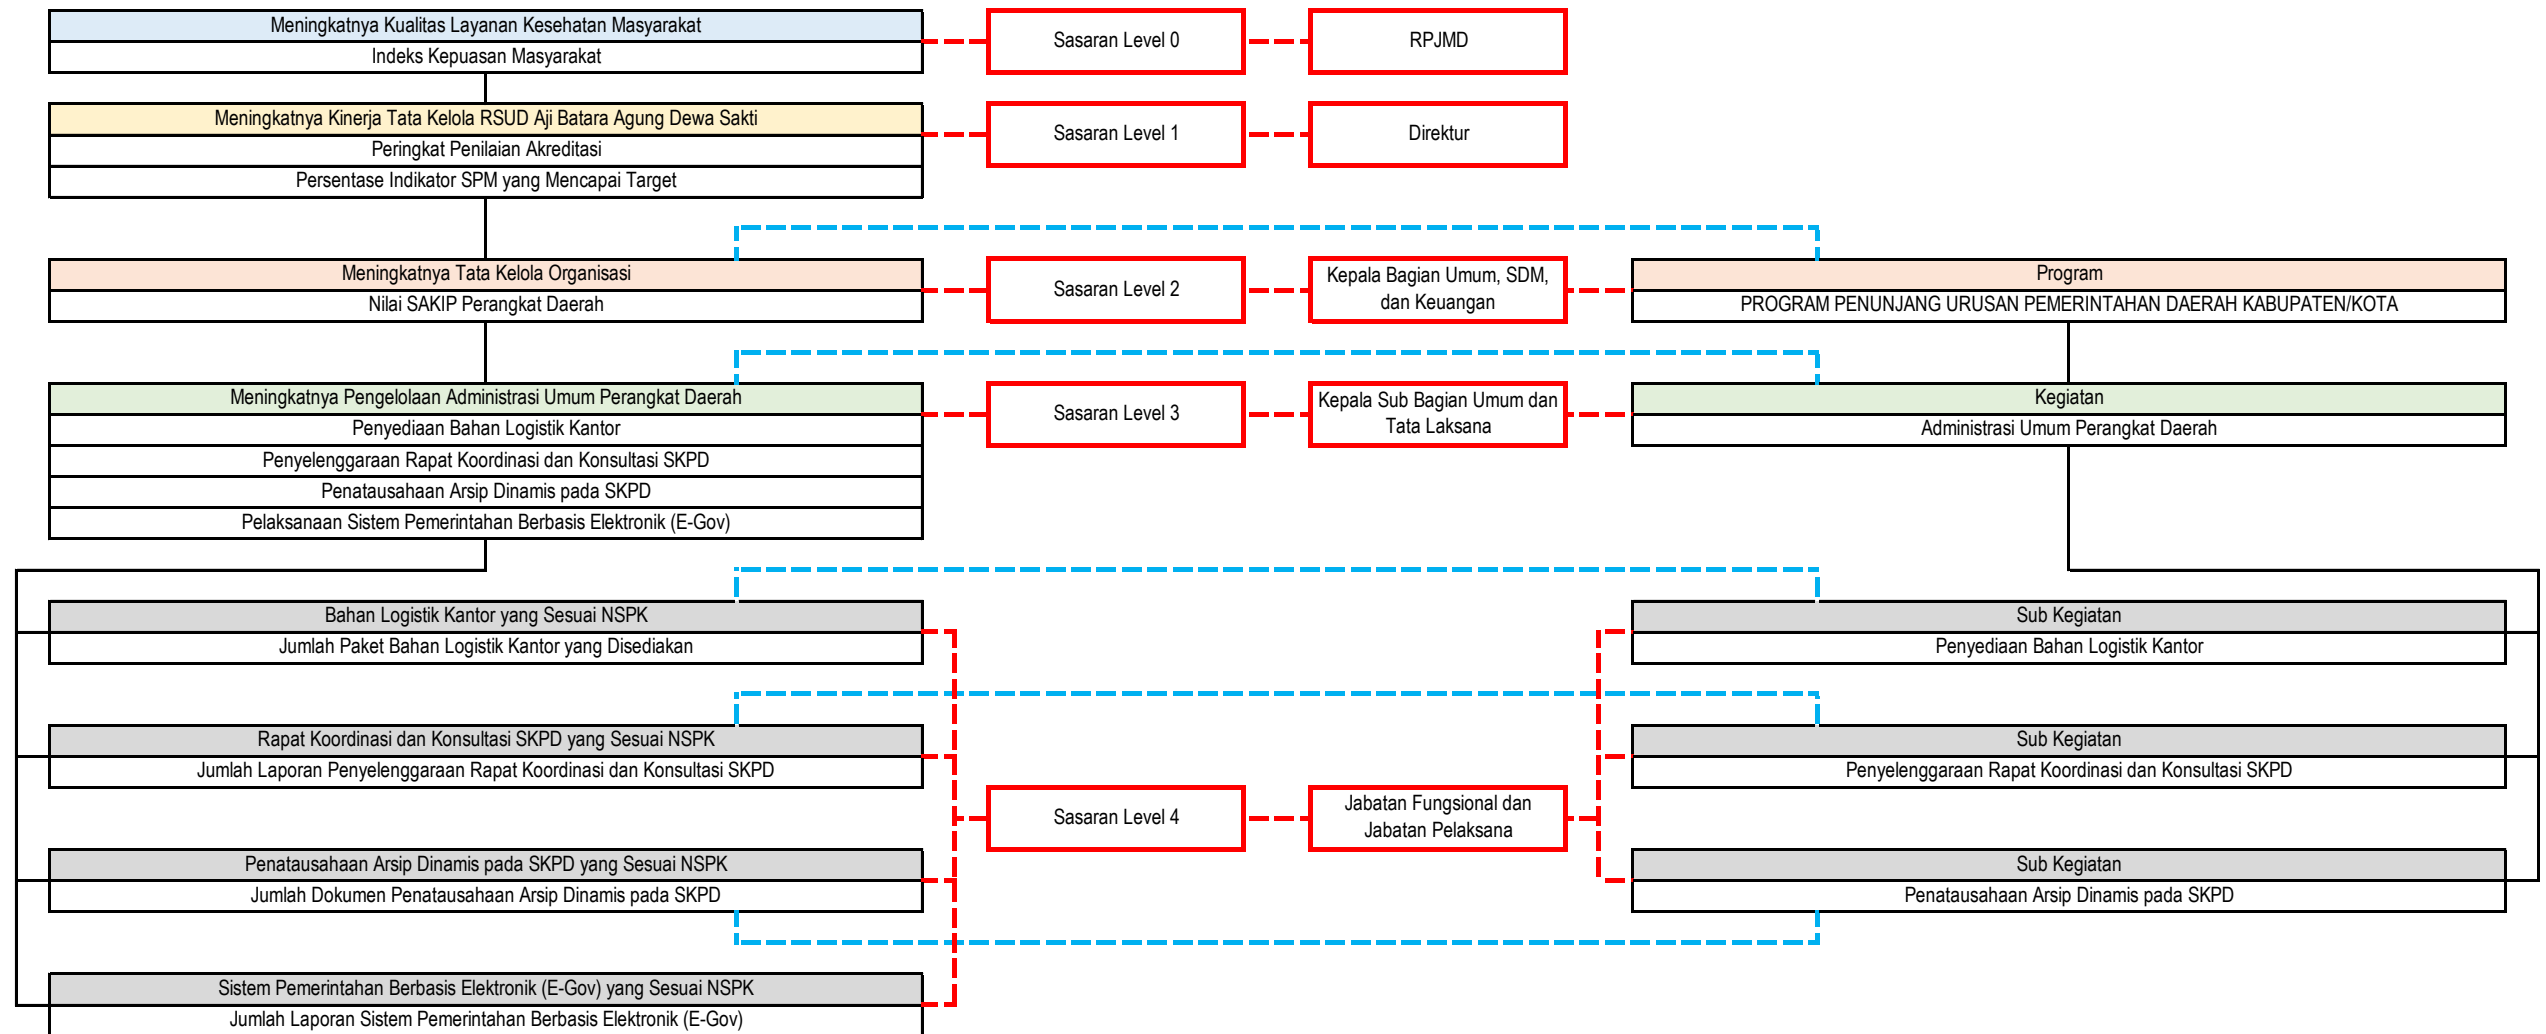 Meningkatnya Kualitas Layanan Kesehatan Masyarakat
Indeks Kepuasan Masyarakat
Sasaran Level 0
RPJMD
Meningkatnya Kinerja Tata Kelola RSUD Aji Batara Agung Dewa Sakti
Peringkat Penilaian Akreditasi
Persentase Indikator SPM yang Mencapai Target
Sasaran Level 1
Direktur
Meningkatnya Tata Kelola Organisasi
Nilai SAKIP Perangkat Daerah
Sasaran Level 2
Kepala Bagian Umum, SDM,
dan Keuangan
Program
PROGRAM PENUNJANG URUSAN PEMERINTAHAN DAERAH KABUPATEN/KOTA
Meningkatnya Pengelolaan Administrasi Umum Perangkat Daerah
Penyediaan Bahan Logistik Kantor
Penyelenggaraan Rapat Koordinasi dan Konsultasi SKPD
Penatausahaan Arsip Dinamis pada SKPD
Pelaksanaan Sistem Pemerintahan Berbasis Elektronik (E-Gov)
Sasaran Level 3
Kepala Sub Bagian Umum dan
Tata Laksana
Kegiatan
Administrasi Umum Perangkat Daerah
Bahan Logistik Kantor yang Sesuai NSPK
Jumlah Paket Bahan Logistik Kantor yang Disediakan
Sub Kegiatan
Penyediaan Bahan Logistik Kantor
Rapat Koordinasi dan Konsultasi SKPD yang Sesuai NSPK
Jumlah Laporan Penyelenggaraan Rapat Koordinasi dan Konsultasi SKPD
Sub Kegiatan
Penyelenggaraan Rapat Koordinasi dan Konsultasi SKPD
Sasaran Level 4
Jabatan Fungsional dan
Jabatan Pelaksana
Penatausahaan Arsip Dinamis pada SKPD yang Sesuai NSPK
Jumlah Dokumen Penatausahaan Arsip Dinamis pada SKPD
Sub Kegiatan
Penatausahaan Arsip Dinamis pada SKPD
Sistem Pemerintahan Berbasis Elektronik (E-Gov) yang Sesuai NSPK
Jumlah Laporan Sistem Pemerintahan Berbasis Elektronik (E-Gov)